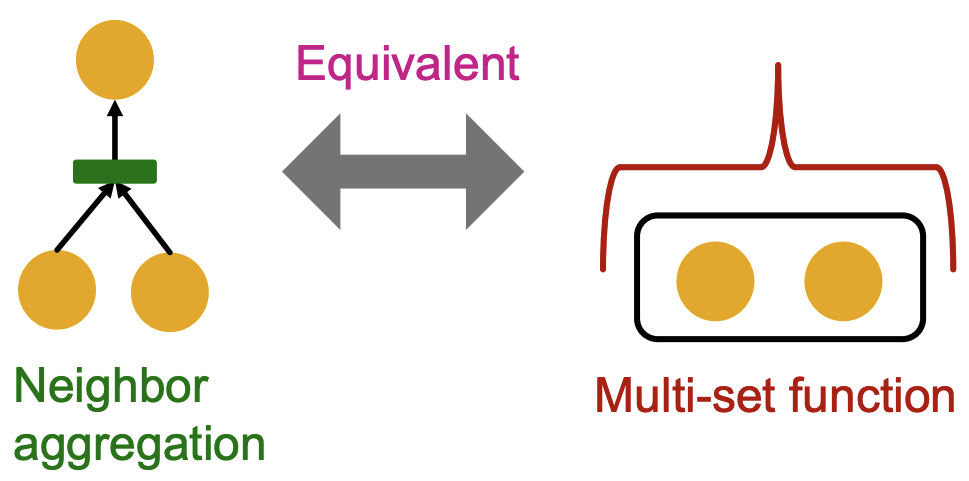 Equivalent
Neighbor
aggregation
Multi-set function